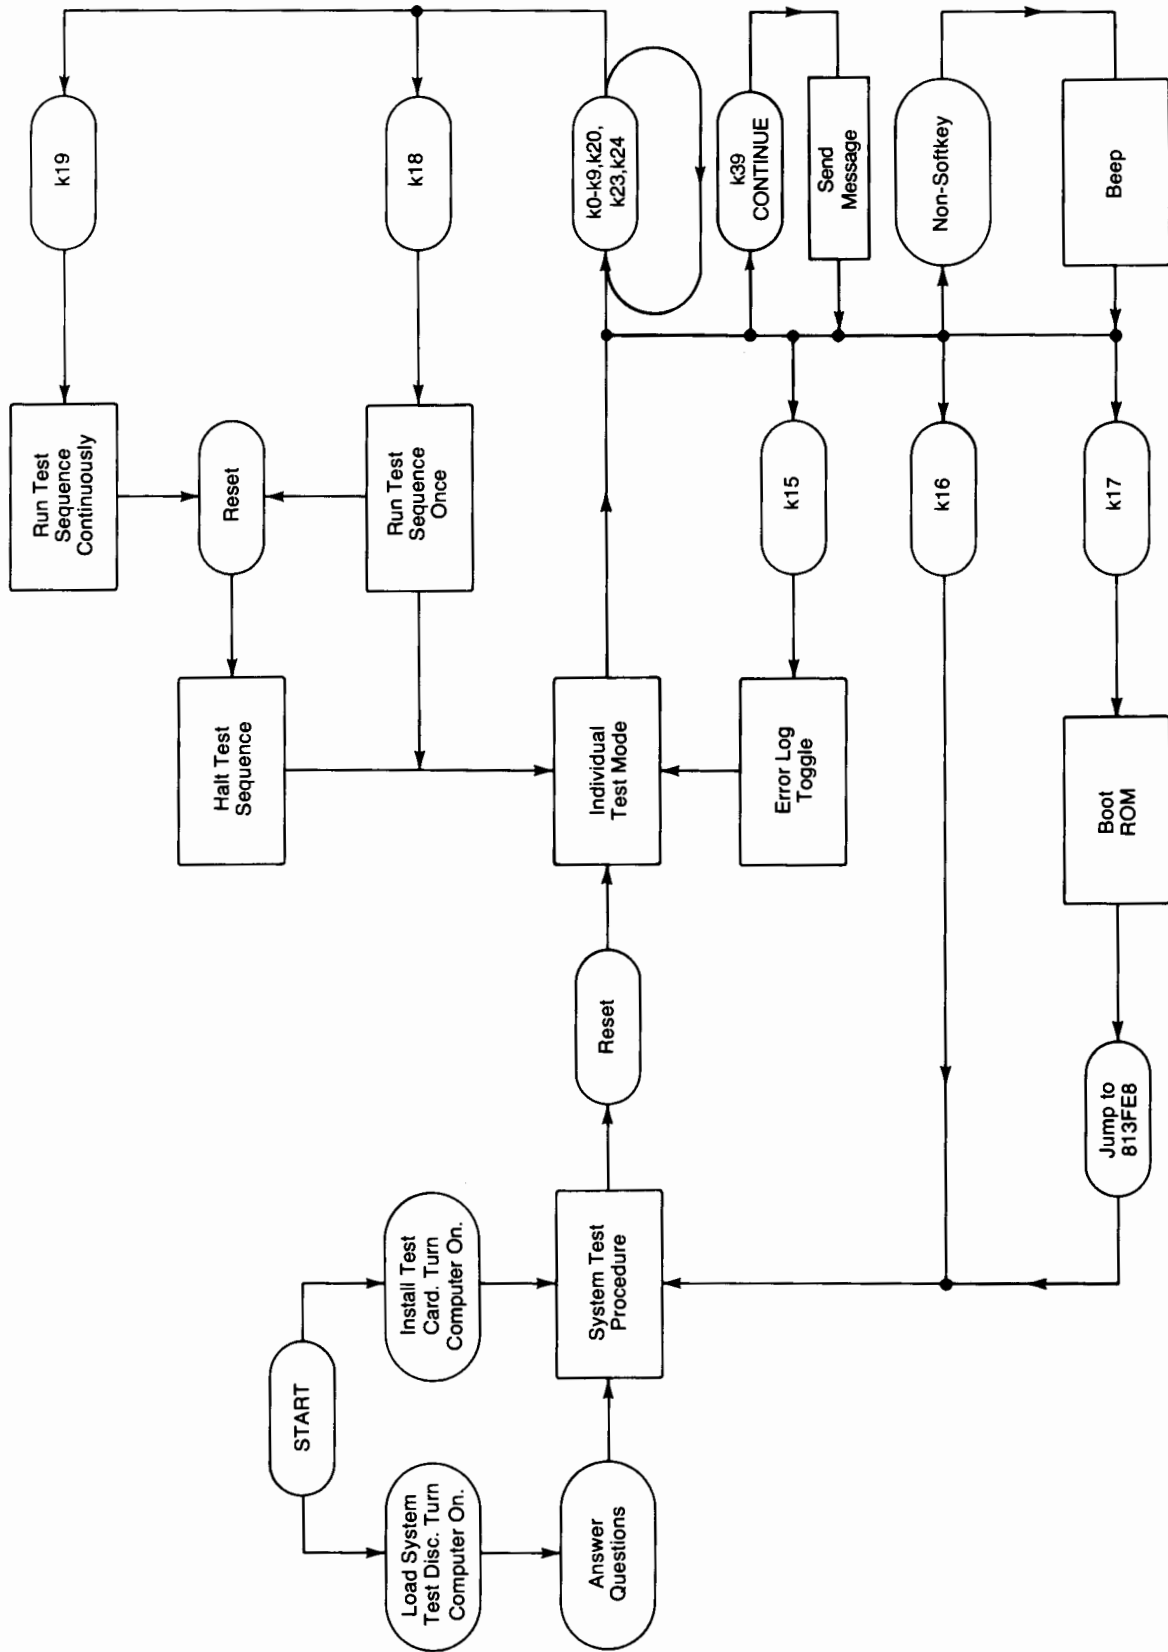 START
Load System
Test Disc. Turn
Computer On.
Install Test
Card. Turn
Computer On.
Answer
Questions
System Test
Procedure
Reset
Halt Test
Sequence
Individual
Test Mode
Error Log
Toggle
Boot
ROM
Jump to
813FE8
Run Test
Sequence
Continuously
Reset
Run Test
Sequence
Once
k15
k16
k17
k19
k18
k0-k9,k20,
k23,k24
k39
CONTINUE
Send
Message
Non-Softkey
Beep